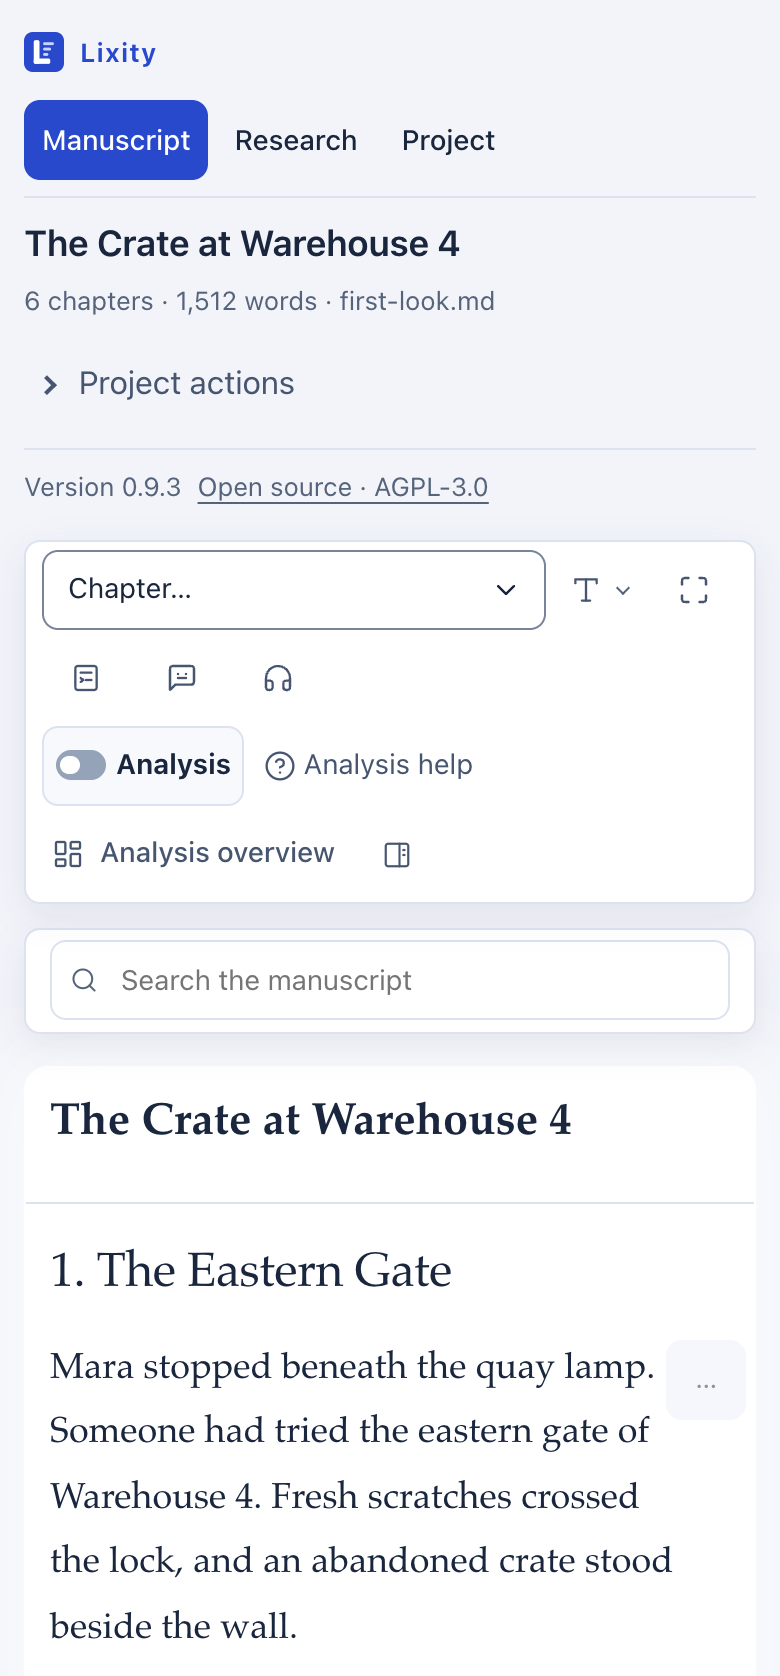 Lixity
Manuscript Research Project
The Crate at Warehouse 4
6 chapters · 1,512 words · first-look.md
Project actions
Version 0.9.3 Open source · AGPL-3.0
Chapter...
Analysis Analysis help
Analysis overview
Search the manuscript
The Crate at Warehouse 4
1. The Eastern Gate
Mara stopped beneath the quay lamp.
...
Someone had tried the eastern gate of
Warehouse 4. Fresh scratches crossed
the lock, and an abandoned crate stood
beside the wall.